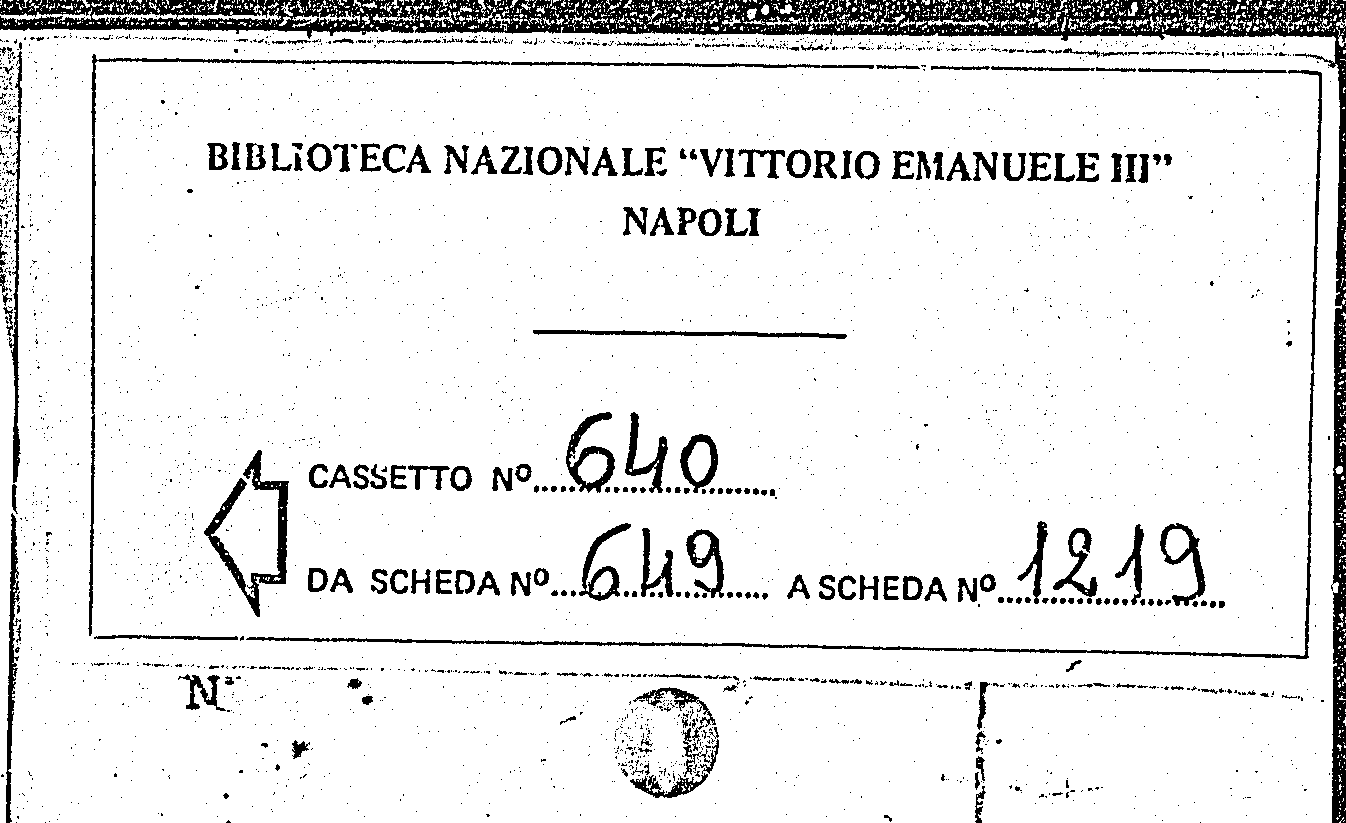 BIBLIOTECA NAZIONALE “VITTORIO EMANUELE III”
NAPOLI
CASSETTO Nº 640
DA SCHEDA Nº 649 A SCHEDA Nº 1219
N